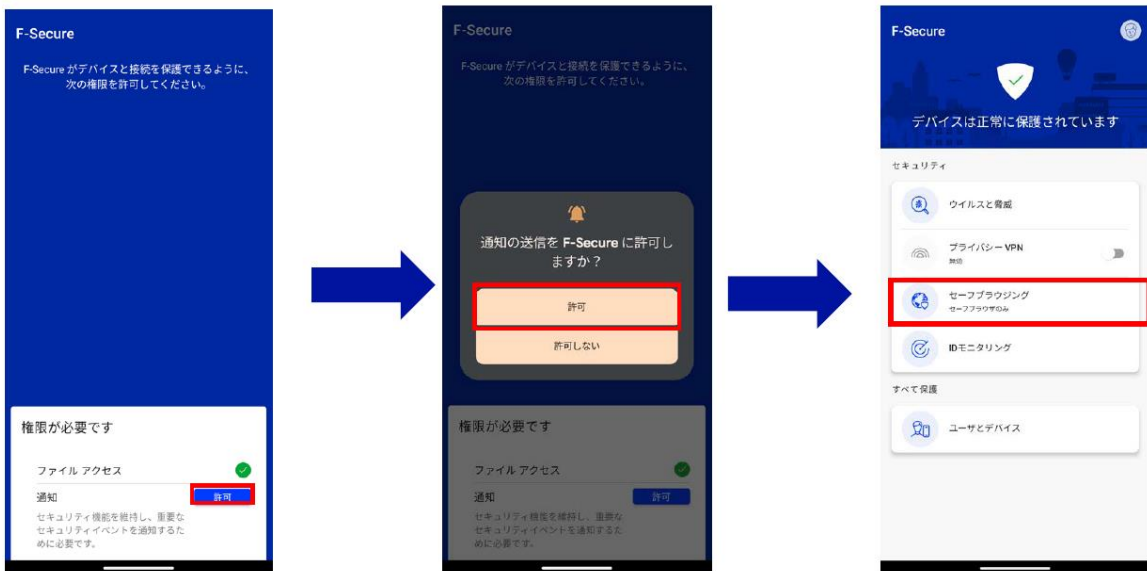 F-Secure
F-Secure がデバイスと接続を保護できるように、
次の権限を許可してください。
権限が必要です
ファイル アクセス
通知
許可
セキュリティ機能を維持し、重要な
セキュリティイベントを通知するた
めに必要です。
F-Secure
F-Secure がデバイスと接続を保護できるように、
次の権限を許可してください。
通知の送信を F-Secure に許可し
ますか？
許可
許可しない
権限が必要です
ファイル アクセス
通知
許可
セキュリティ機能を維持し、重要な
セキュリティイベントを通知するた
めに必要です。
F-Secure
デバイスは正常に保護されています
セキュリティ
ウイルスと脅威
プライバシー VPN
無効
セーフブラウジング
セーフブラウザのみ
IDモニタリング
すべて保護
ユーザとデバイス